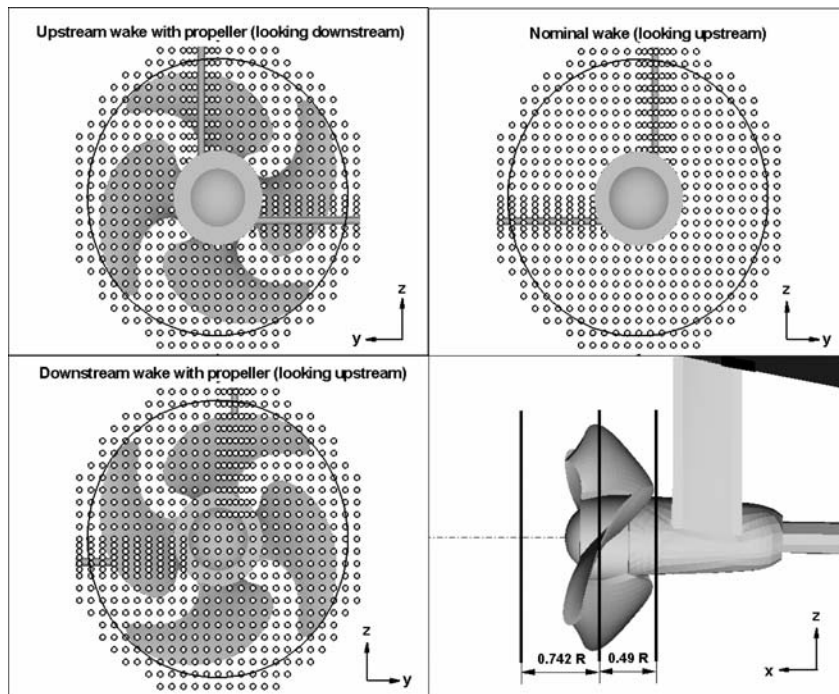 Upstream wake with propeller (looking downstream)
z
y
Nominal wake (looking upstream)
z
y
Downstream wake with propeller (looking upstream)
z
y
0.742 R
0.49 R
z
x